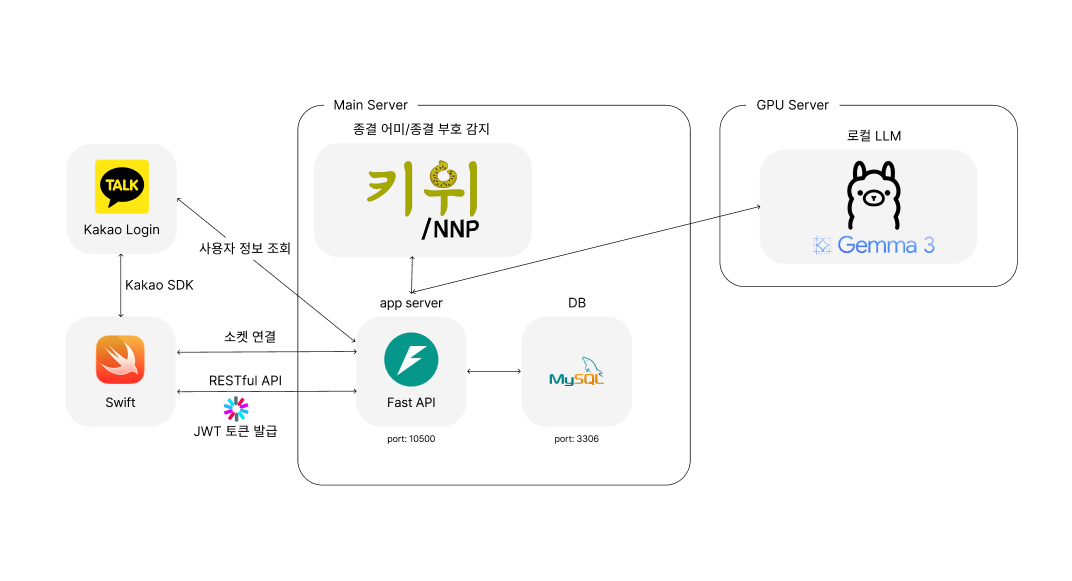 Main Server
GPU Server
종결 어미/종결 부호 감지
로컬 LLM
TALK
키위
/NNP
Kakao Login
사용자 정보 조회
Gemma 3
Kakao SDK
app server
DB
소켓 연결
RESTful API
MySQL
Swift
Fast API
JWT 토큰 발급
port: 10500
port: 3306